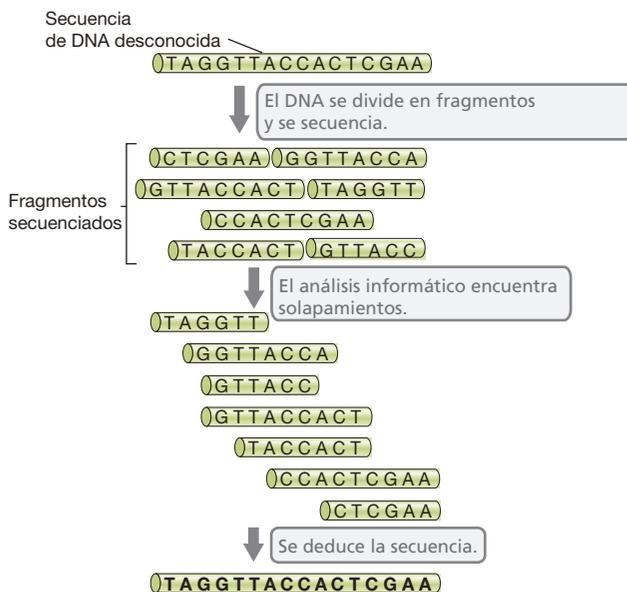 Secuencia
de DNA desconocida
TAGGTTACCACTCGAA
El DNA se divide en fragmentos
y se secuencia.
CTCGAA GGTTACCA
GTTACCACT TAGGTT
Fragmentos
secuenciados
CCACTCGAA
TACCACT GTTACC
El análisis informático encuentra
solapamientos.
TAGGTT
GGTTACCA
GTTACC
GTTACCACT
TACCACT
CCACTCGAA
CTCGAA
Se deduce la secuencia.
TAGGTTACCACTCGAA